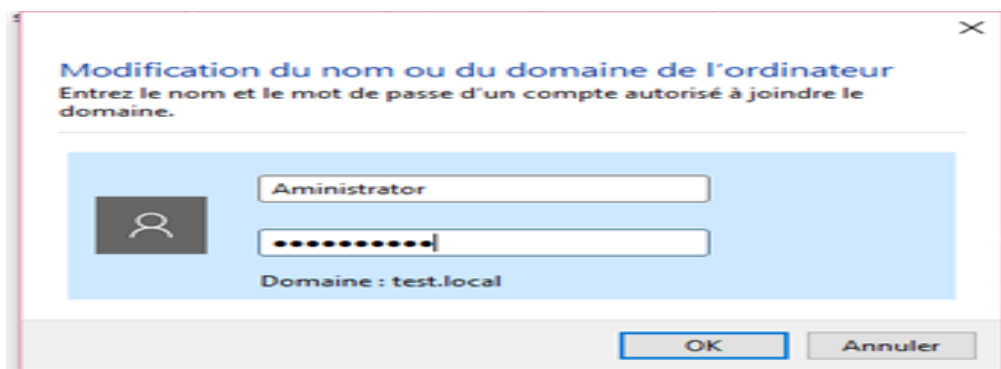 Modification du nom ou du domaine de l'ordinateur
Entrez le nom et le mot de passe d'un compte autorisé à joindre le
domaine.
Aministrator
●●●●●●●●●●
Domaine : test.local
OK
Annuler